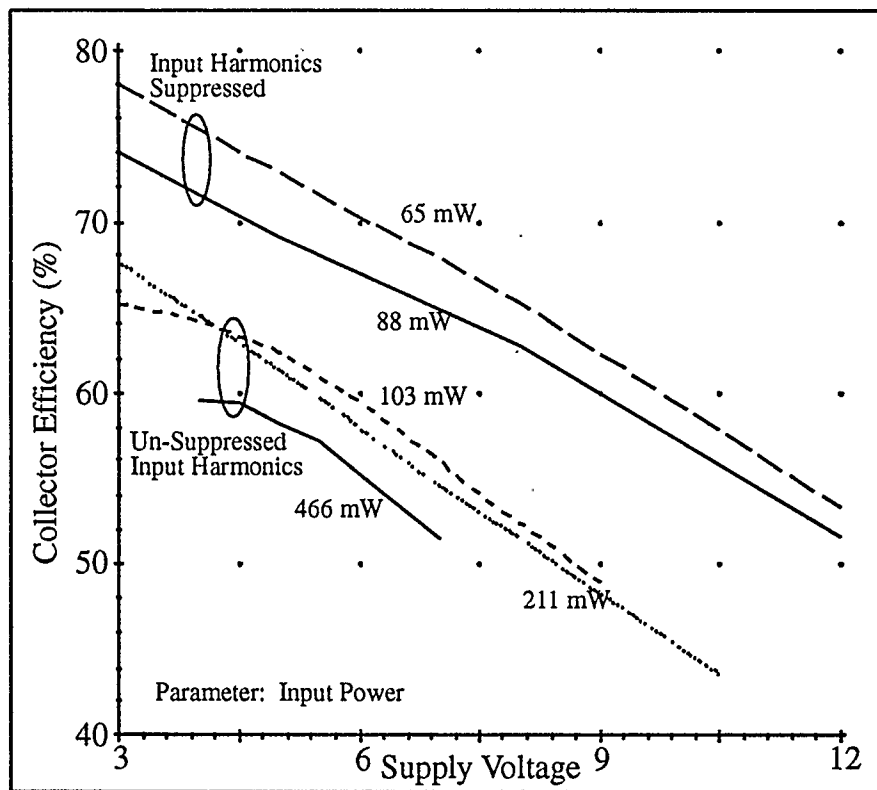 80
70
60
50
40
Collector Efficiency (%)
Input Harmonics
Suppressed
65 mW
88 mW
103 mW
Un-Suppressed
Input Harmonics
466 mW
211 mW
Parameter: Input Power
3
6
9
12
Supply Voltage